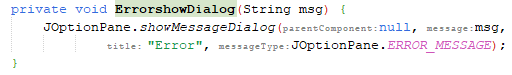 private void ErrorshowDialog(String msg) {
JOptionPane.showMessageDialog(parentComponent:null, message:msg,
title: "Error", messageType:JOptionPane.ERROR_MESSAGE);
}